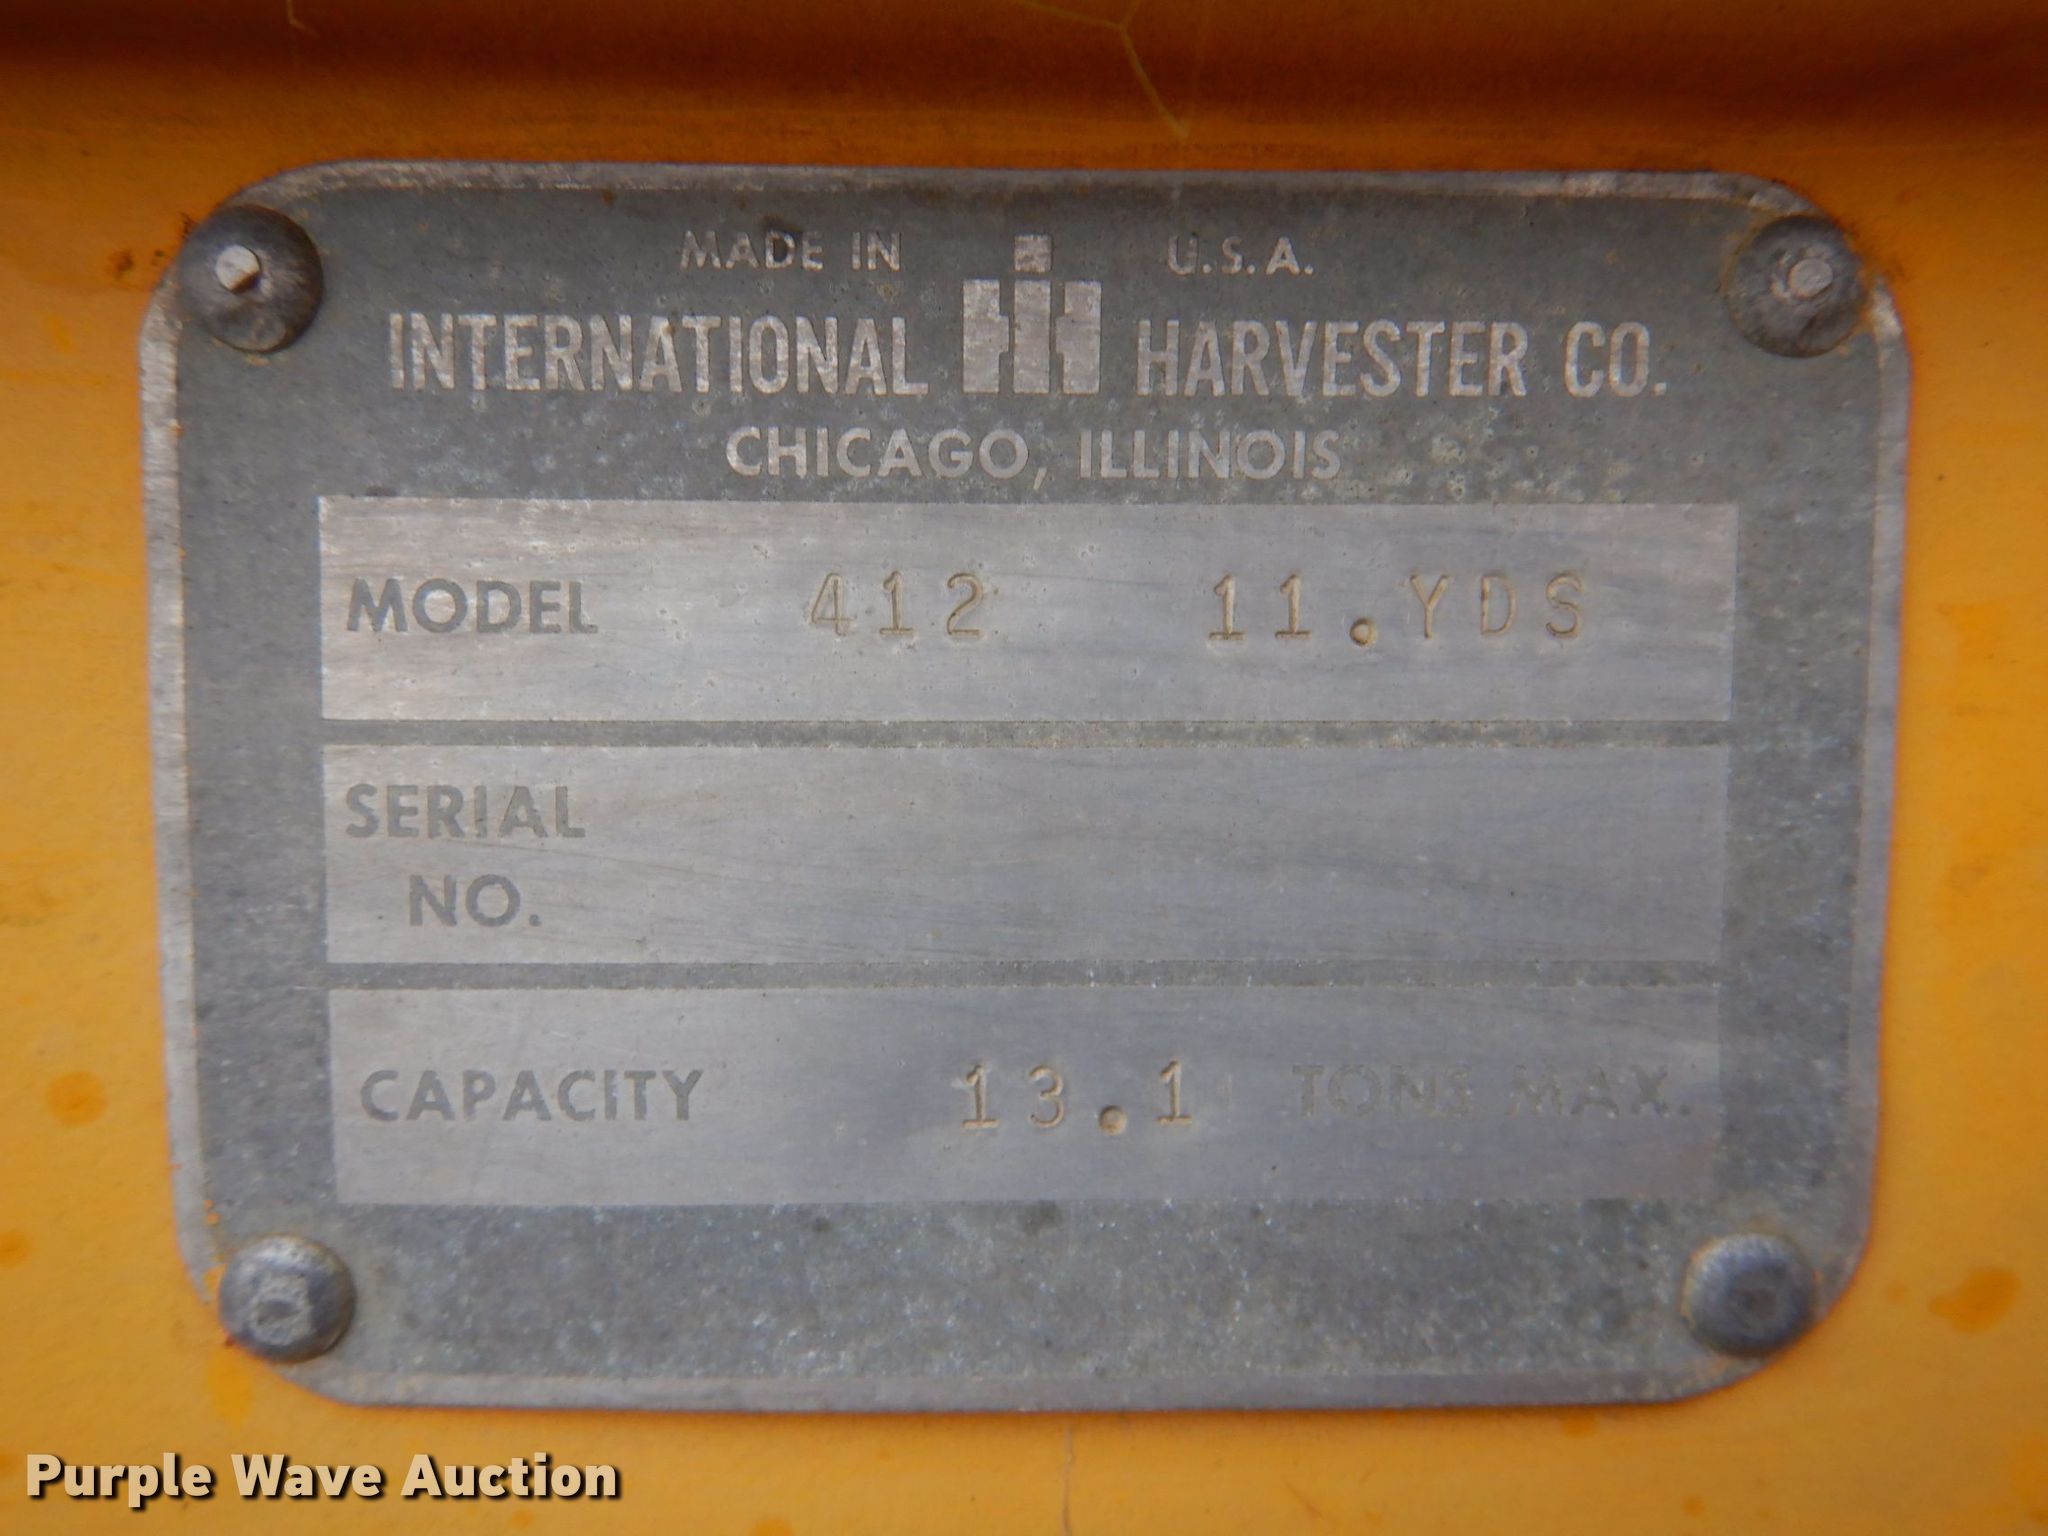 MADE IN U.S.A.
INTERNATIONAL IH HARVESTER CO.
CHICAGO, ILLINOIS
MODEL 412 11.YDS
SERIAL
NO.
CAPACITY 13.1 TONS MAX.
Purple Wave Auction